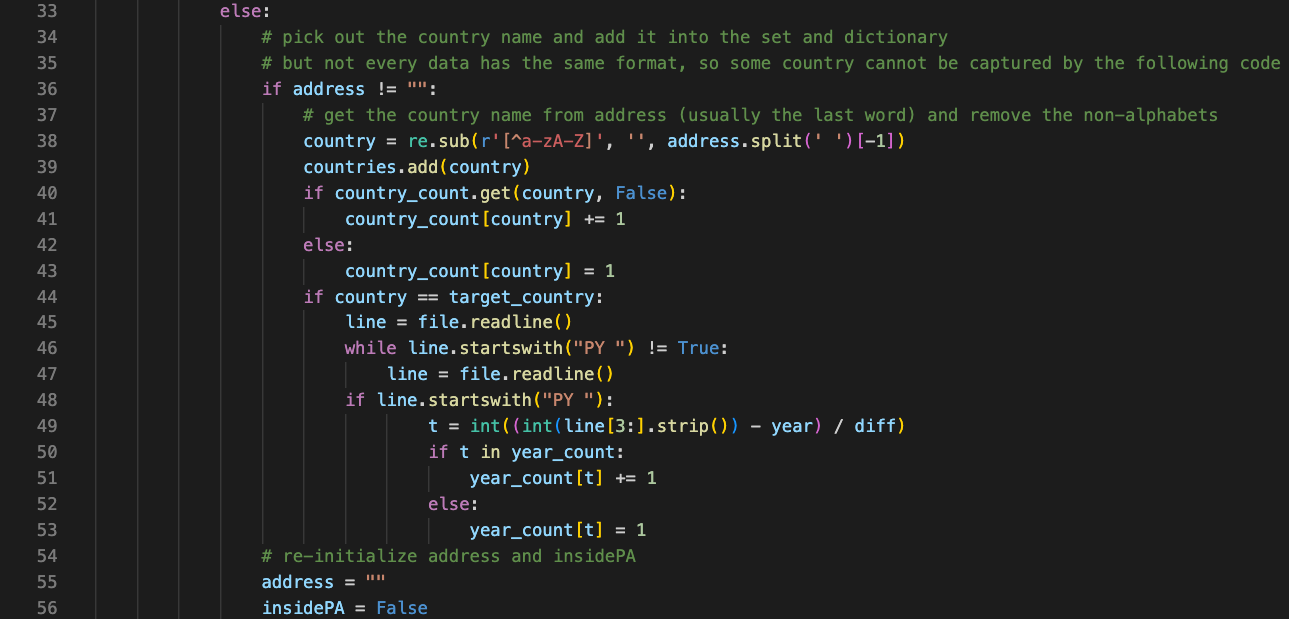 33 else:
34 # pick out the country name and add it into the set and dictionary
35 # but not every data has the same format, so some country cannot be captured by the following code
36 if address != "":
37 # get the country name from address (usually the last word) and remove the non-alphabets
38 country = re.sub(r'[^a-zA-Z]', '', address.split(' ')[-1])
39 countries.add(country)
40 if country_count.get(country, False):
41 country_count[country] += 1
42 else:
43 country_count[country] = 1
44 if country == target_country:
45 line = file.readline()
46 while line.startswith("PY ") != True:
47 line = file.readline()
48 if line.startswith("PY "):
49 t = int((int(line[3:].strip()) - year) / diff)
50 if t in year_count:
51 year_count[t] += 1
52 else:
53 year_count[t] = 1
54 # re-initialize address and insidePA
55 address = ""
56 insidePA = False